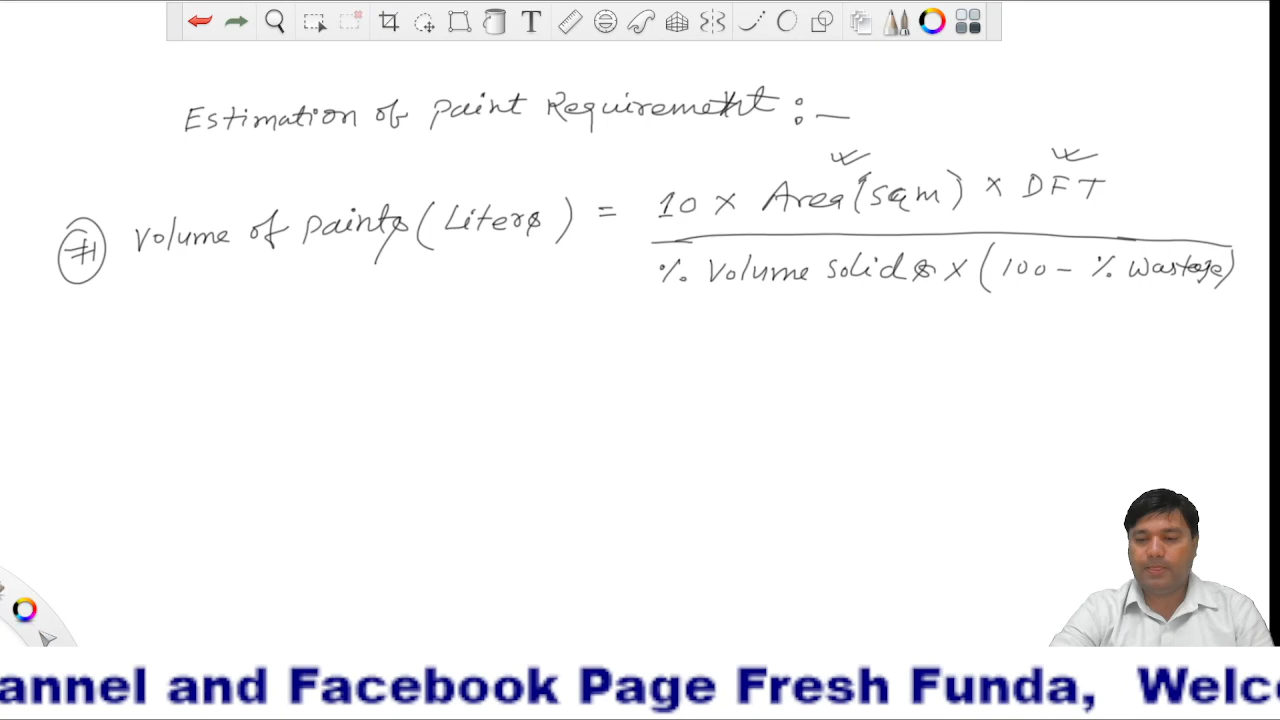 Estimation of paint Requirement :—
# Volume of paints (Liters) = 10 x Area (sqm) x DFT
% Volume solids x (100 - % Wastage)
annel and Facebook Page Fresh Funda, Welc